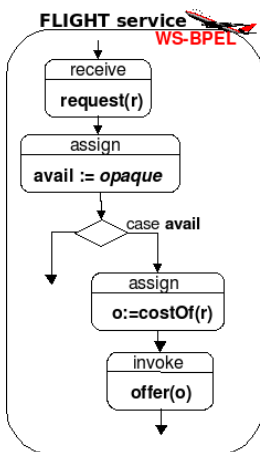 FLIGHT service
WS-BPEL
receive
request(r)
assign
avail := opaque
case avail
assign
o:=costOf(r)
invoke
offer(o)